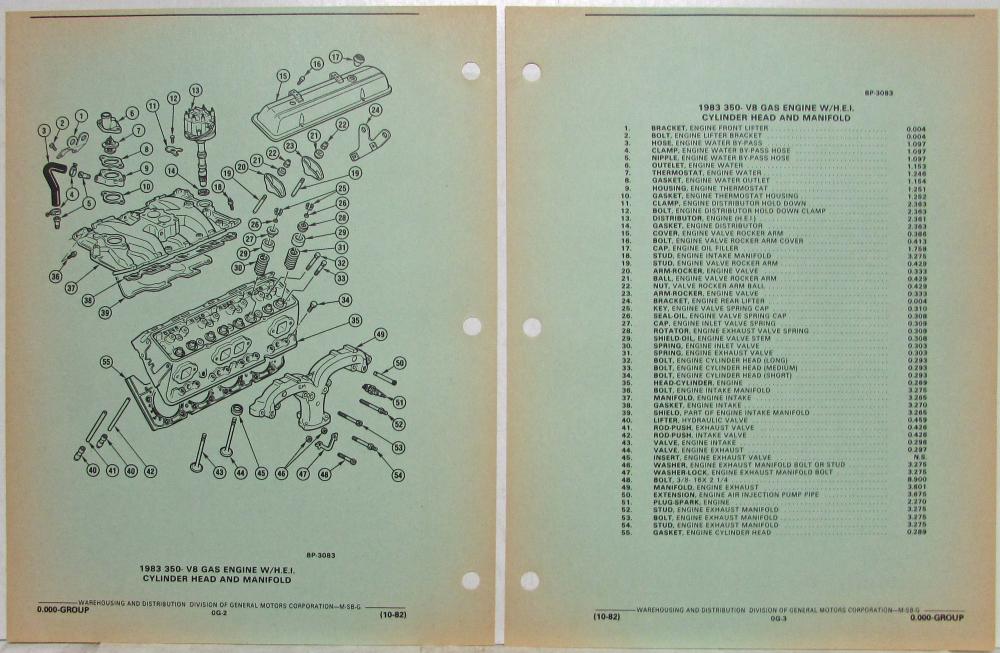 BP-3083
1983 350- V8 GAS ENGINE W/H.E.I.
CYLINDER HEAD AND MANIFOLD
WAREHOUSING AND DISTRIBUTION DIVISION OF GENERAL MOTORS CORPORATION—M-SB-G
0.000-GROUP
0G-2
(10-82)
8P-3083
1983 350- V8 GAS ENGINE W/H.E.I.
CYLINDER HEAD AND MANIFOLD
1. BRACKET, ENGINE FRONT LIFTER 0.004
2. BOLT, ENGINE LIFTER BRACKET 0.004
3. HOSE, ENGINE WATER BY-PASS 1.097
4. CLAMP, ENGINE WATER BY-PASS HOSE 1.097
5. NIPPLE, ENGINE WATER BY-PASS HOSE 1.097
6. OUTELET, ENGINE WATER 1.153
7. THERMOSTAT, ENGINE WATER 1.246
8. GASKET, ENGINE WATER OUTLET 1.154
9. HOUSING, ENGINE THERMOSTAT 1.251
10. GASKET, ENGINE THERMOSTAT HOUSING 1.252
11. CLAMP, ENGINE DISTRIBUTOR HOLD DOWN 2.363
12. BOLT, ENGINE DISTRIBUTOR HOLD DOWN CLAMP 2.363
13. DISTRIBUTOR, ENGINE (H.E.I.) 2.361
14. GASKET, ENGINE DISTRIBUTOR 2.363
15. COVER, ENGINE VALVE ROCKER ARM 0.386
16. BOLT, ENGINE VALVE ROCKER ARM COVER 0.413
17. CAP, ENGINE OIL FILLER 1.758
18. STUD, ENGINE INTAKE MANIFOLD 3.275
19. STUD, ENGINE VALVE ROCKER ARM 0.429
20. ARM-ROCKER, ENGINE VALVE 0.333
21. BALL, ENGINE VALVE ROCKER ARM 0.429
22. NUT, VALVE ROCKER ARM BALL 0.429
23. ARM-ROCKER, ENGINE VALVE 0.333
24. BRACKET, ENGINE REAR LIFTER 0.004
25. KEY, ENGINE VALVE SPRING CAP 0.310
26. SEAL-OIL, ENGINE VALVE SPRING CAP 0.308
27. CAP, ENGINE INLET VALVE SPRING 0.309
28. ROTATOR, ENGINE EXHAUST VALVE SPRING 0.309
29. SHIELD-OIL, ENGINE VALVE STEM 0.308
30. SPRING, ENGINE INLET VALVE 0.303
31. SPRING, ENGINE EXHAUST VALVE 0.303
32. BOLT, ENGINE CYLINDER HEAD (LONG) 0.293
33. BOLT, ENGINE CYLINDER HEAD (MEDIUM) 0.293
34. BOLT, ENGINE CYLINDER HEAD (SHORT) 0.293
35. HEAD-CYLINDER, ENGINE 0.269
36. BOLT, ENGINE INTAKE MANIFOLD 3.275
37. MANIFOLD, ENGINE INTAKE 3.265
38. GASKET, ENGINE INTAKE 3.270
39. SHIELD, PART OF ENGINE INTAKE MANIFOLD 3.265
40. LIFTER, HYDRAULIC VALVE 0.459
41. ROD-PUSH, EXHAUST VALVE 0.426
42. ROD-PUSH, INTAKE VALVE 0.426
43. VALVE, ENGINE INTAKE 0.296
44. VALVE, ENGINE EXHAUST 0.297
45. INSERT, ENGINE EXHAUST VALVE N.S.
46. WASHER, ENGINE EXHAUST MANIFOLD BOLT OR STUD 3.275
47. WASHER-LOCK, ENGINE EXHAUST MANIFOLD BOLT 3.275
48. BOLT, 3/8- 16X 2 1/4 8.900
49. MANIFOLD, ENGINE EXHAUST 3.601
50. EXTENSION, ENGINE AIR INJECTION PUMP PIPE 3.675
51. PLUG-SPARK, ENGINE 2.270
52. STUD, ENGINE EXHAUST MANIFOLD 3.275
53. BOLT, ENGINE EXHAUST MANIFOLD 3.275
54. STUD, ENGINE EXHAUST MANIFOLD 3.275
55. GASKET, ENGINE CYLINDER HEAD 0.289
WAREHOUSING AND DISTRIBUTION DIVISION OF GENERAL MOTORS CORPORATION—M-SB-G
(10-82)
0G-3
0.000-GROUP